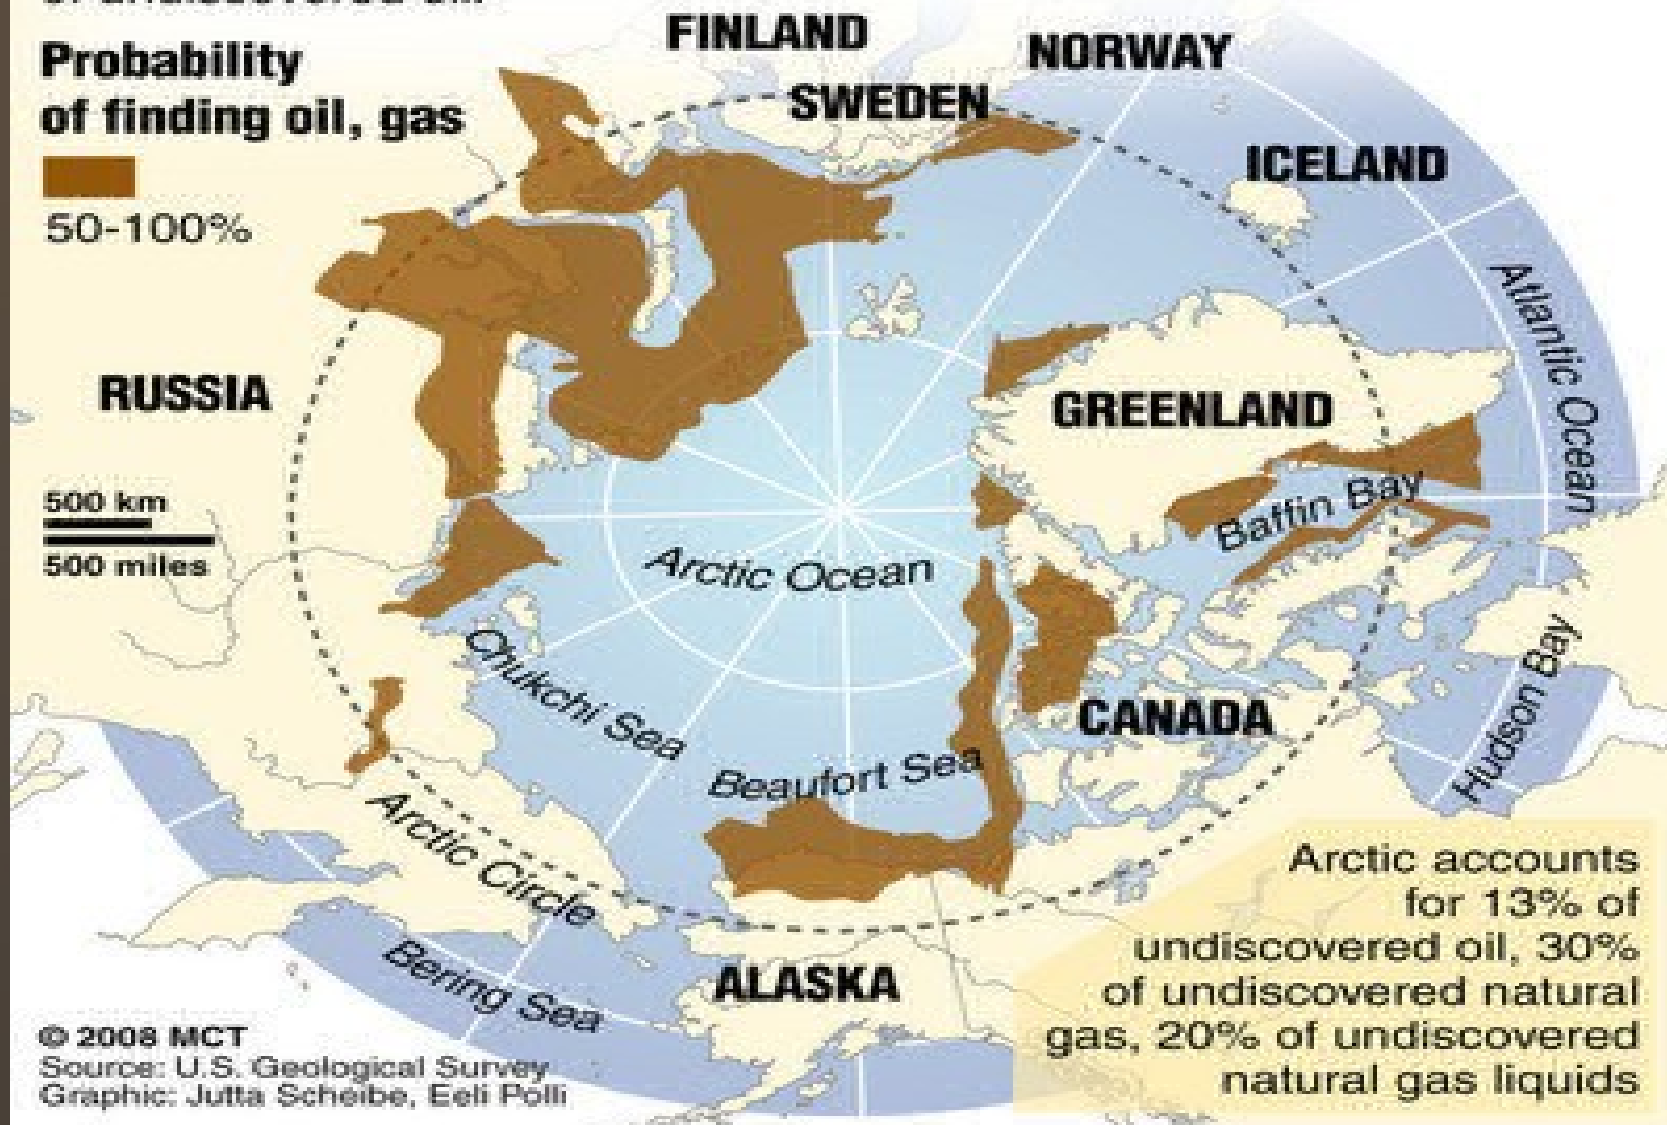 Probability
of finding oil, gas
50-100%
FINLAND
NORWAY
SWEDEN
ICELAND
Atlantic Ocean
RUSSIA
GREENLAND
500 km
500 miles
Baffin Bay
Arctic Ocean
Chukchi Sea
Beaufort Sea
CANADA
Hudson Bay
Arctic Circle
Bering Sea
ALASKA
Arctic accounts
for 13% of
undiscovered oil, 30%
of undiscovered natural
gas, 20% of undiscovered
natural gas liquids
© 2008 MCT
Source: U.S. Geological Survey
Graphic: Jutta Scheibe, Eeli Polli